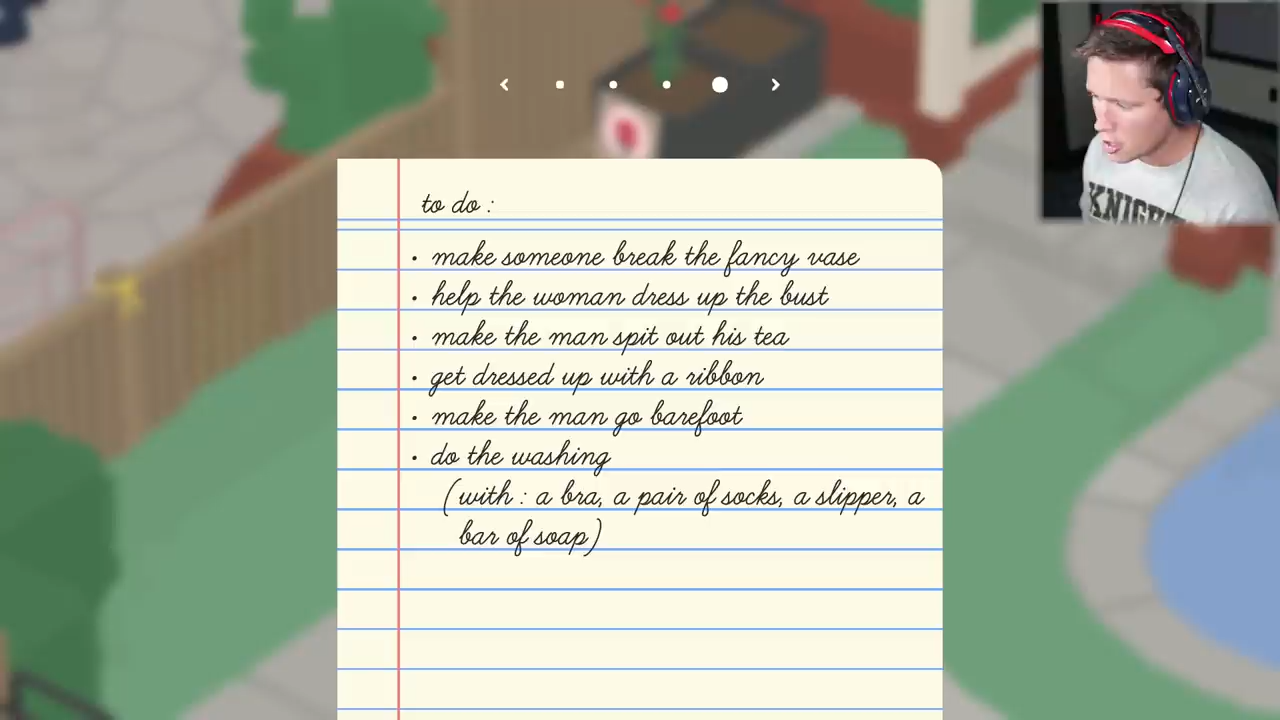 to do :
• make someone break the fancy vase
• help the woman dress up the bust
• make the man spit out his tea
• get dressed up with a ribbon
• make the man go barefoot
• do the washing
(with : a bra, a pair of socks, a slipper, a
bar of soap)
KNIGH